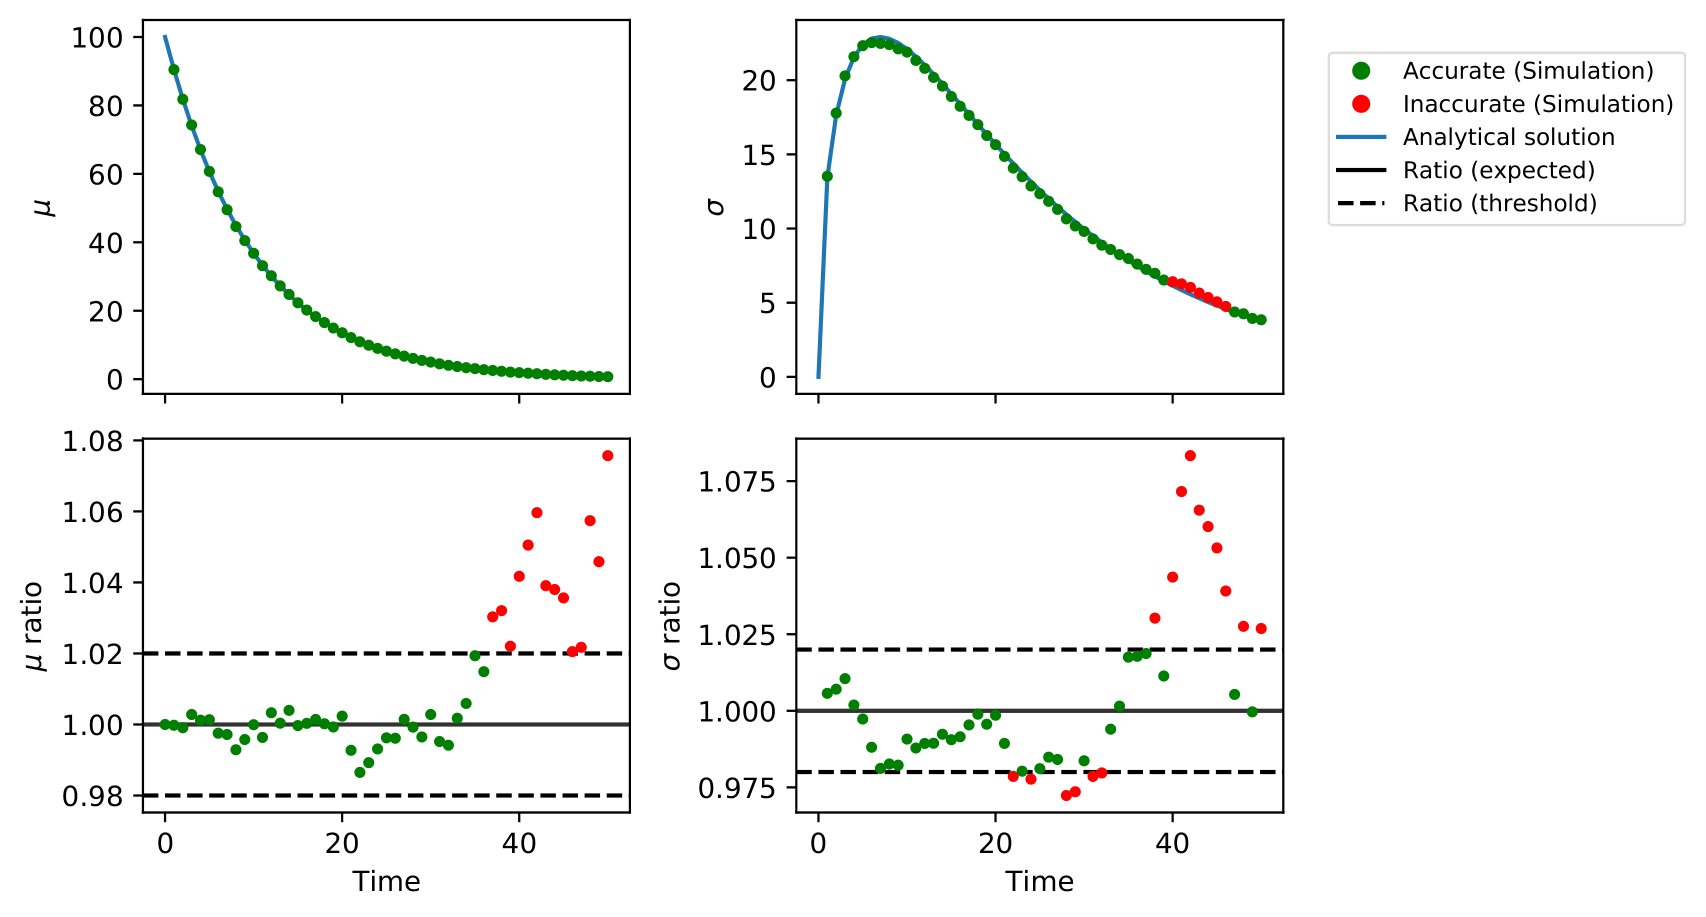 100
80
60
40
20
0
μ
20
15
10
5
0
σ
Accurate (Simulation)
Inaccurate (Simulation)
Analytical solution
Ratio (expected)
Ratio (threshold)
1.08
1.06
1.04
1.02
1.00
0.98
μ ratio
0
20
40
Time
1.075
1.050
1.025
1.000
0.975
σ ratio
0
20
40
Time